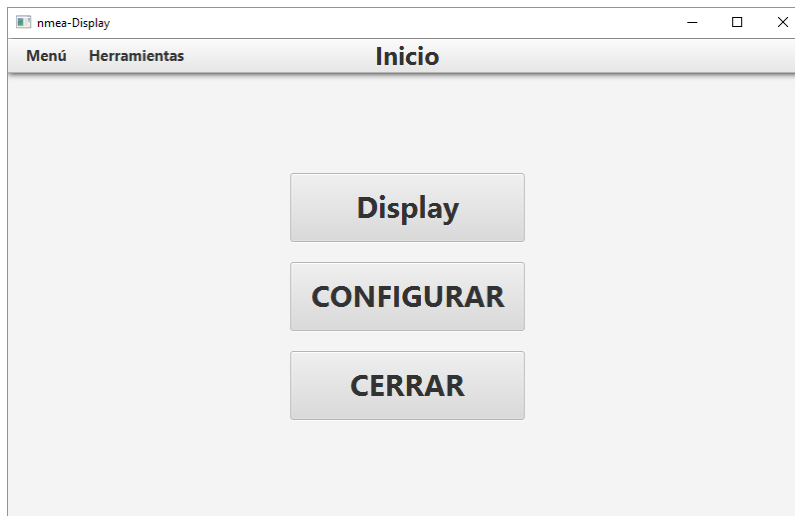 nmea-Display
Menú Herramientas Inicio
Display
CONFIGURAR
CERRAR